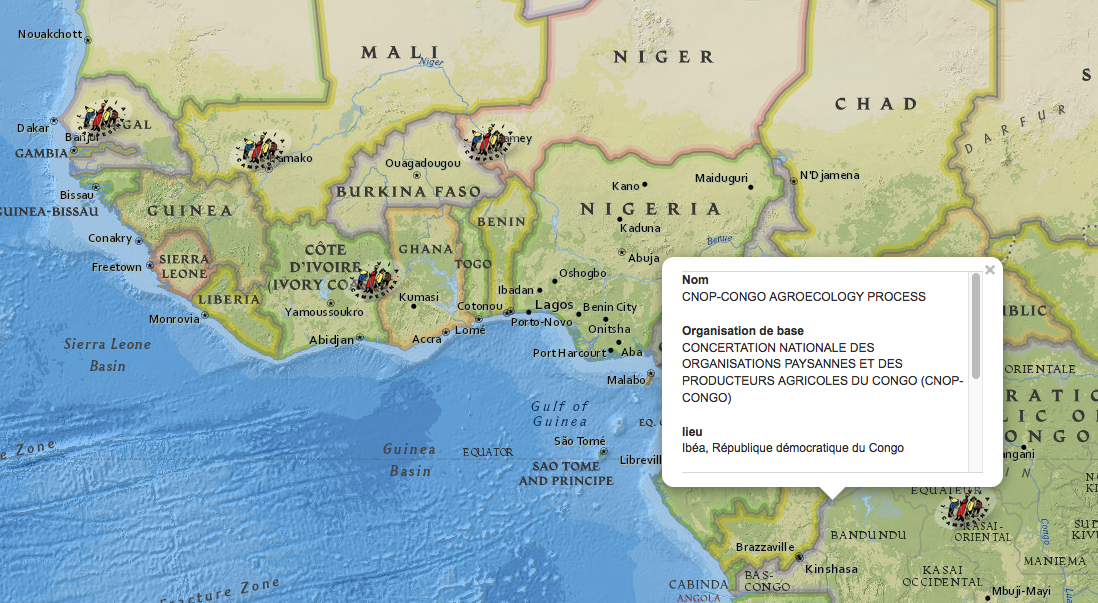 Nouakchott
MALI
Niger
NIGER
CHAD
DARFUR
S
Dakar
GAL
Banjul
GAMBIA
amako
amey
Ouagadougou
BURKINA FASO
Bissau
GUINEA-BISSAU
GUINEA
Conakry
Freetown
SIERRA
LEONE
LIBERIA
Monrovia
CÔTE
D'IVOIRE
(IVORY CO
Yamoussoukro
Abidjan
GHANA
Kumasi
Accra
TOGO
Lomé
BENIN
Cotonou
Porto-Novo
Kano
Maiduguri
N'Djamena
NIGERIA
Kaduna
Benue
Abuja
Oshogbo
Ibadan
Lagos
Benin City
Onitsha
Port Harcourt
Aba
Malabo
Sierra Leone
Basin
Gulf of
Guinea
EQ.
Guinea
Basin
EQUATOR
São Tomé
SAO TOME
AND PRINCIPE
Librevill
e Zone
racture Zone
Nom
CNOP-CONGO AGROECOLOGY PROCESS
Organisation de base
CONCERTATION NATIONALE DES
ORGANISATIONS PAYSANNES ET DES
PRODUCTEURS AGRICOLES DU CONGO (CNOP-
CONGO)
lieu
Ibéa, République démocratique du Congo
BLIC
ORIENTALE
RATIC
LIC O
ONGO
angani
IN
EQUATEUR
KASAI-
ORIENTAL
BANDUNDU
Congo
SUD
KIVU
MANIEMA
KASAI
OCCIDENTAL
Mbuji-Mayi
Brazzaville
Kinshasa
BAS-
CONGO
CABINDA
ANGOLA